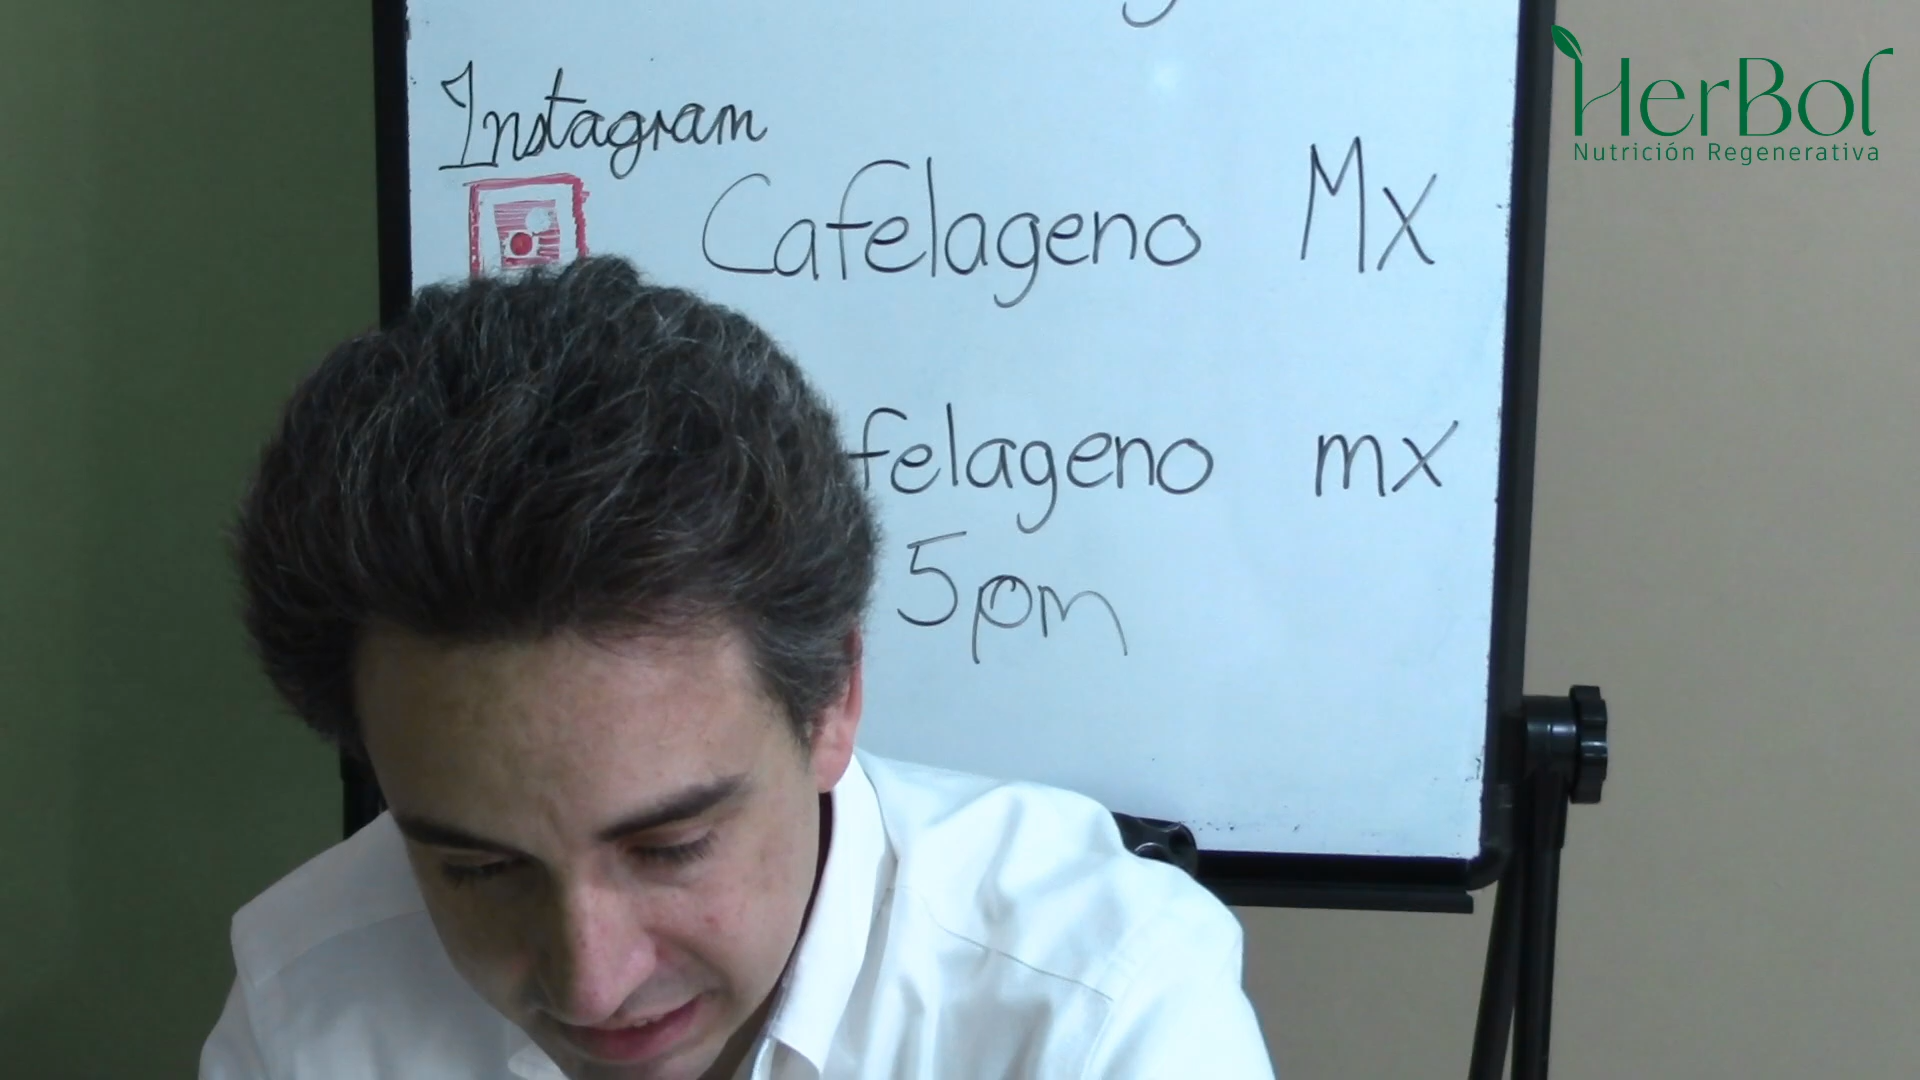 Instagram
Cafelageno Mx
felageno mx
5pm
HerBol
Nutrición Regenerativa